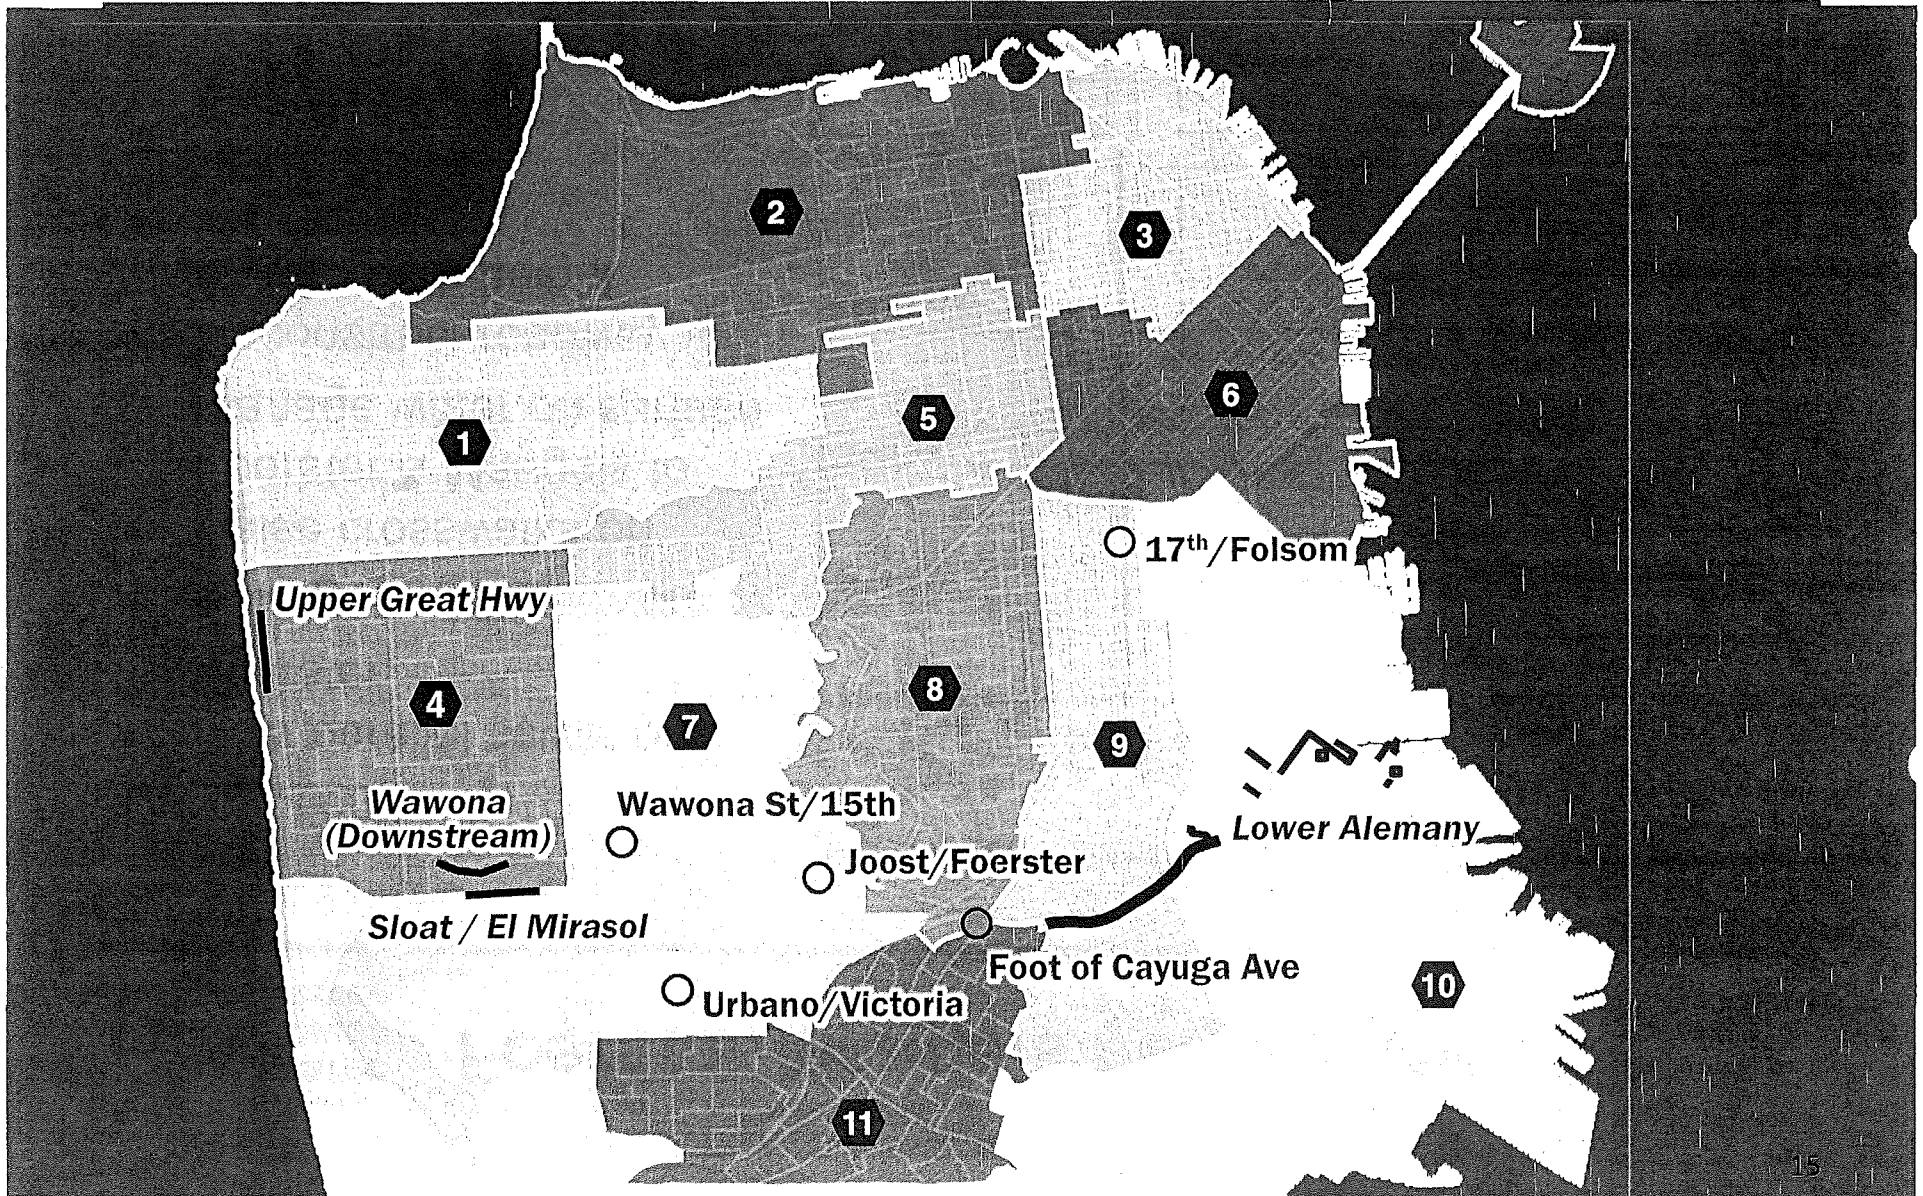 2
3
6
5
1
17th/Folsom
Upper Great Hwy
8
4
7
9
Wawona
(Downstream)
Wawona St/15th
Lower Alemany
Joost/Foerster
Sloat / El Mirasol
Foot of Cayuga Ave
10
Urbano/Victoria
11
15